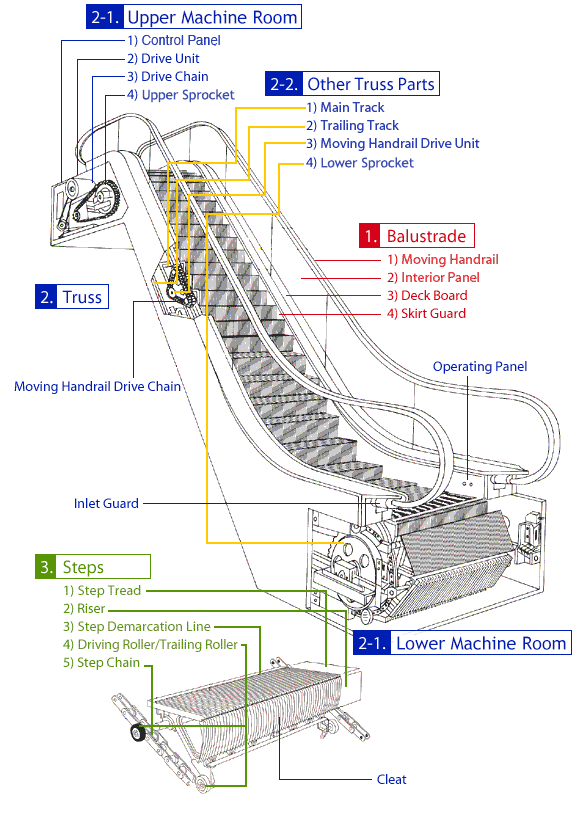 2-1. Upper Machine Room
1) Control Panel
2) Drive Unit
3) Drive Chain
4) Upper Sprocket
2-2. Other Truss Parts
1) Main Track
2) Trailing Track
3) Moving Handrail Drive Unit
4) Lower Sprocket
1. Balustrade
1) Moving Handrail
2) Interior Panel
3) Deck Board
4) Skirt Guard
2. Truss
Operating Panel
Moving Handrail Drive Chain
Inlet Guard
3. Steps
1) Step Tread
2) Riser
3) Step Demarcation Line
4) Driving Roller/Trailing Roller
5) Step Chain
2-1. Lower Machine Room
Cleat